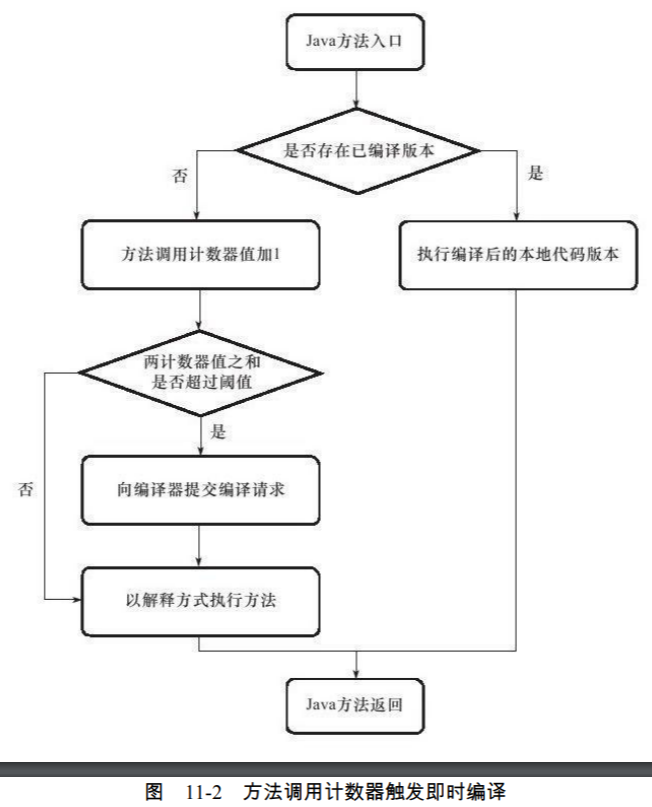 Java方法入口
是否存在已编译版本
否
是
方法调用计数器值加1
执行编译后的本地代码版本
两计数器值之和
是否超过阈值
是
否
向编译器提交编译请求
以解释方式执行方法
Java方法返回
图 11-2 方法调用计数器触发即时编译